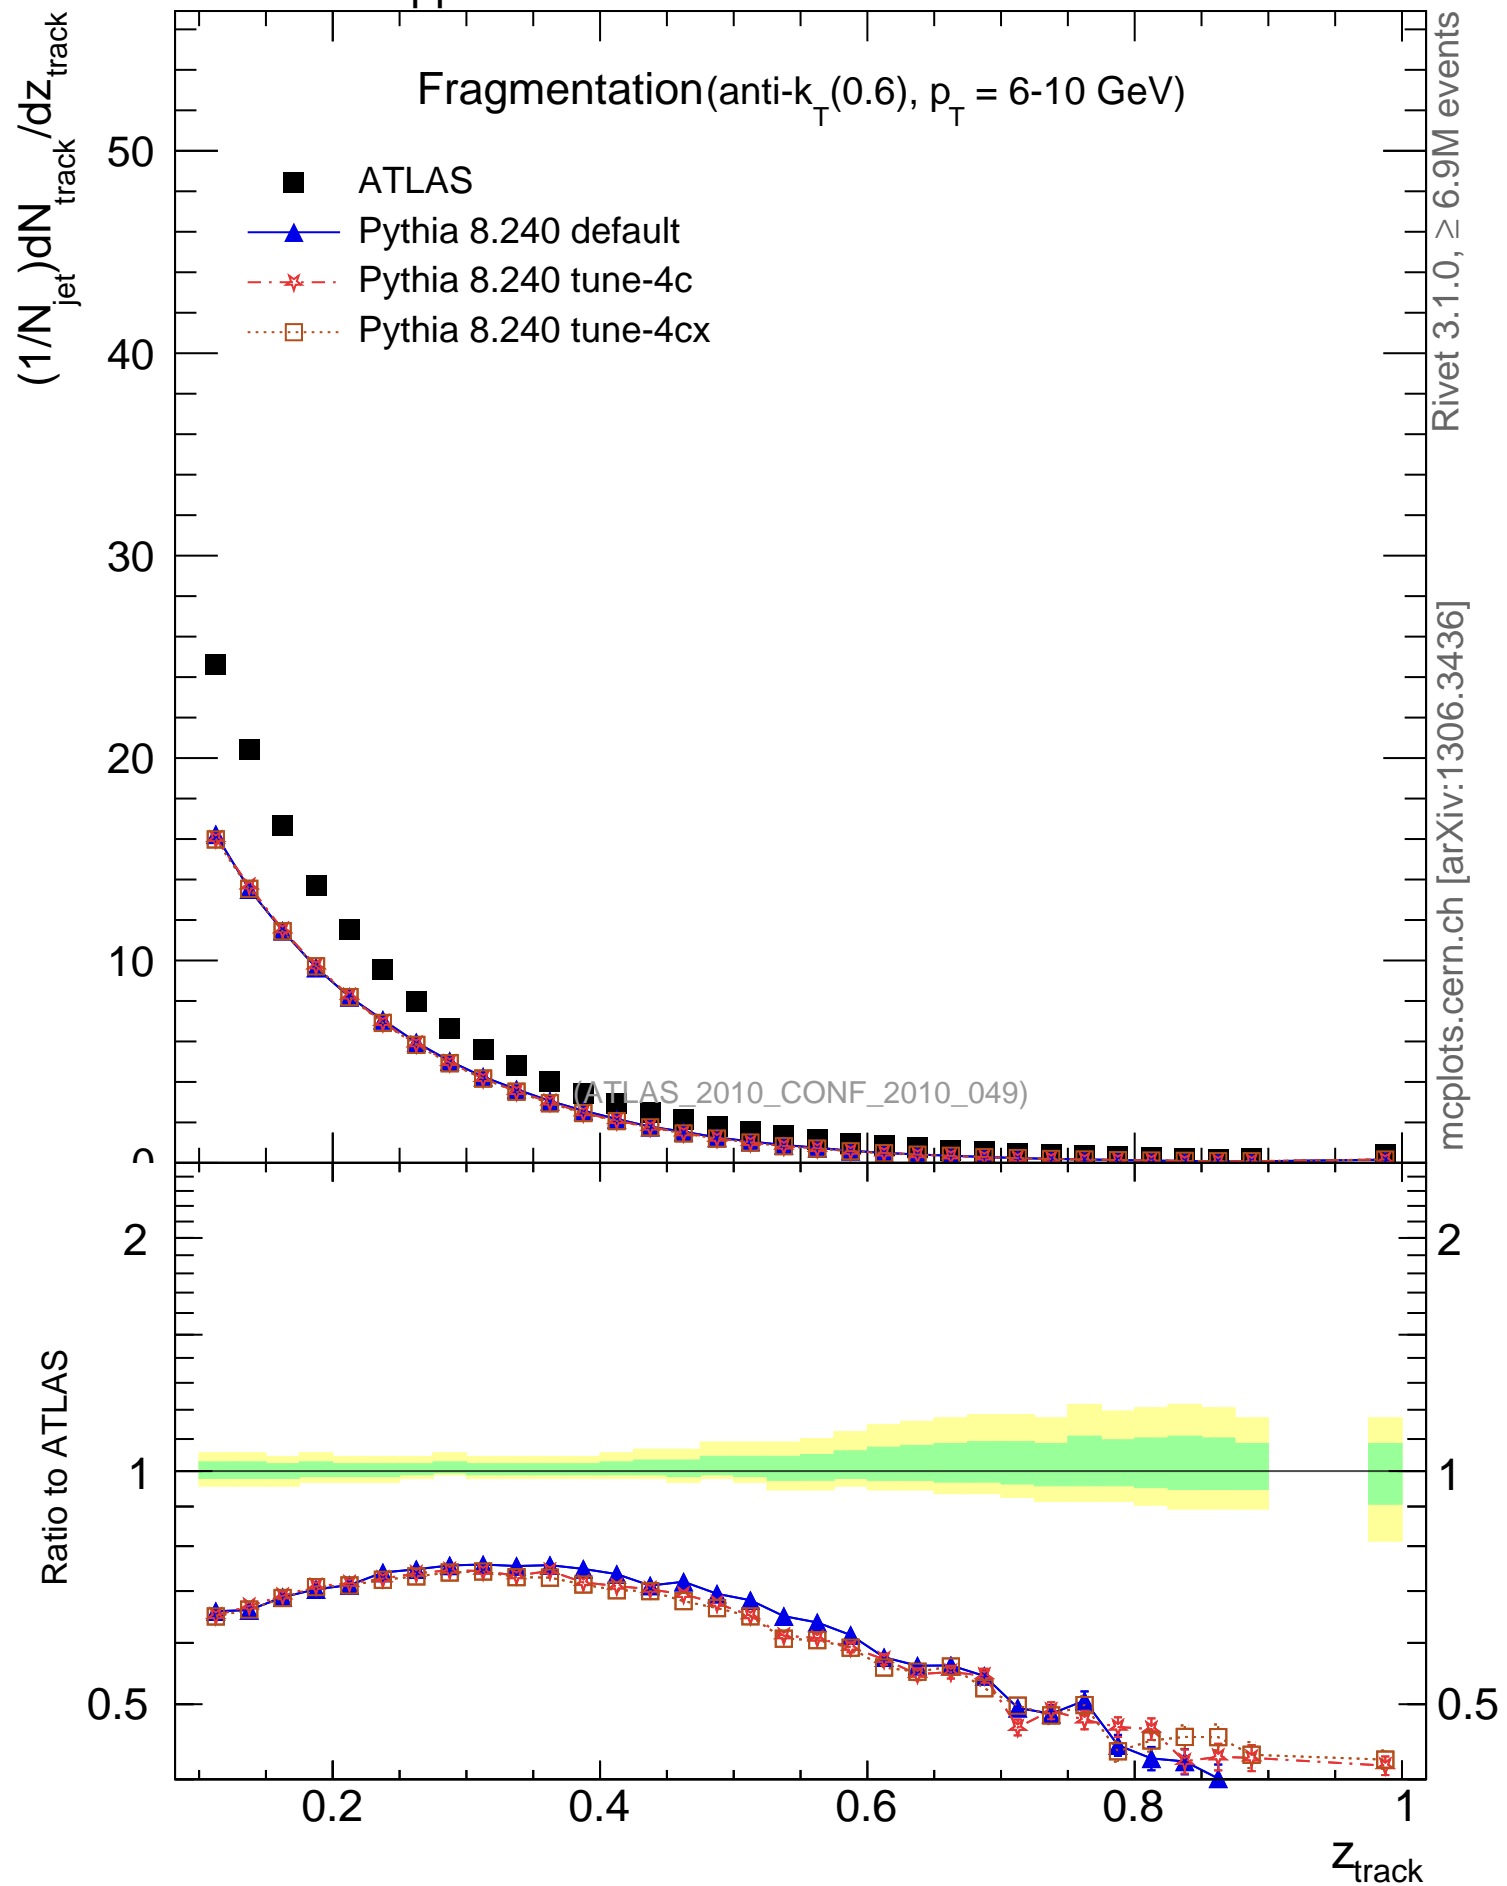 pp
Fragmentation (anti-k_T(0.6), p_T = 6-10 GeV)
(1/N_jet)dN_track/dz_track
ATLAS
Pythia 8.240 default
Pythia 8.240 tune-4c
Pythia 8.240 tune-4cx
50
40
30
20
10
0
(ATLAS_2010_CONF_2010_049)
Rivet 3.1.0, ≥ 6.9M events
mcplots.cern.ch [arXiv:1306.3436]
Ratio to ATLAS
2
1
0.5
2
1
0.5
0.2
0.4
0.6
0.8
1
z_track